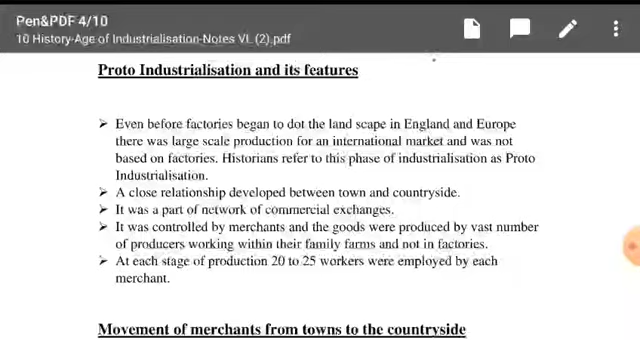 Pen&PDF 4/10
10 History-Age of Industrialisation-Notes VL (2).pdf
Proto Industrialisation and its features
➤ Even before factories began to dot the land scape in England and Europe
there was large scale production for an international market and was not
based on factories. Historians refer to this phase of industrialisation as Proto
Industrialisation.
➤ A close relationship developed between town and countryside.
➤ It was a part of network of commercial exchanges.
➤ It was controlled by merchants and the goods were produced by vast number
of producers working within their family farms and not in factories.
➤ At each stage of production 20 to 25 workers were employed by each
merchant.
Movement of merchants from towns to the countryside